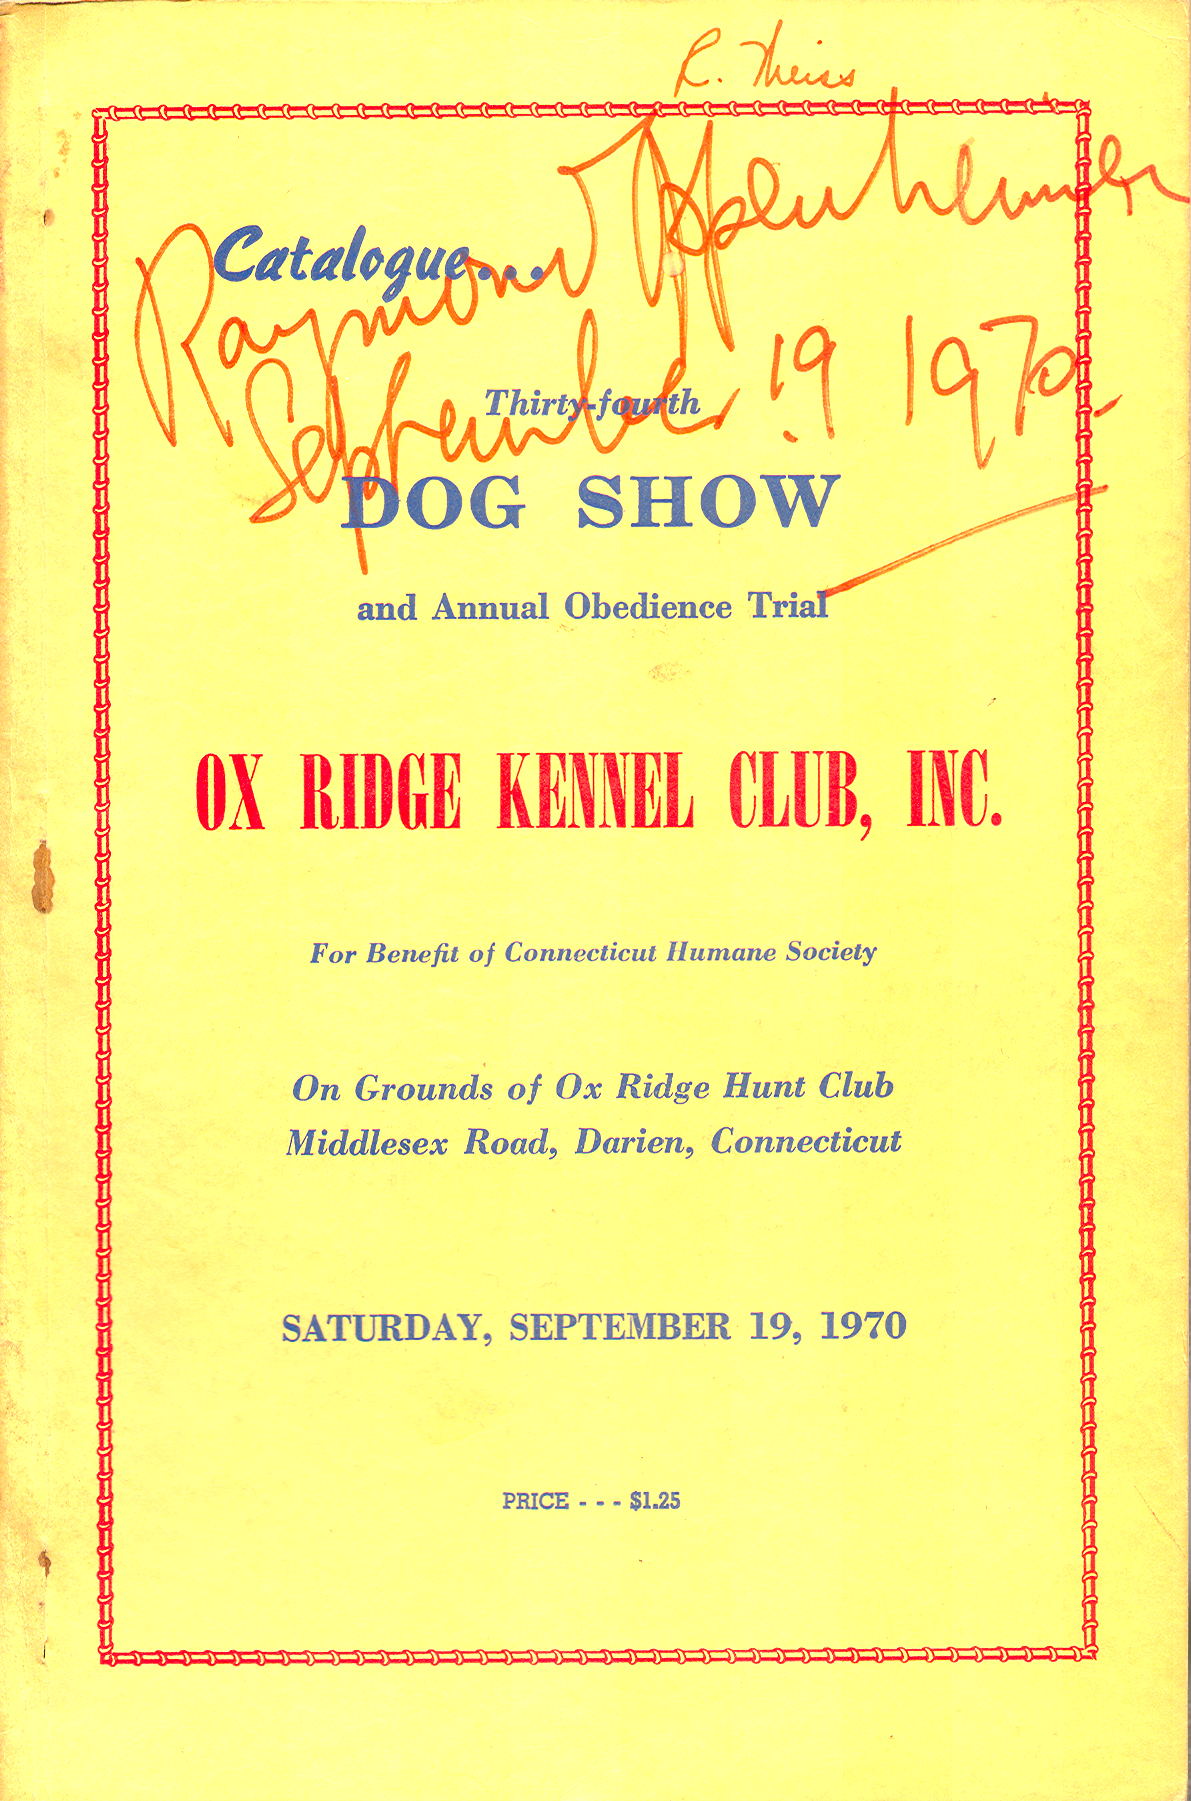 R. Theiss
Raymond Oppenheimer
September 19 1970.
Catalogue...
Thirty-fourth
DOG SHOW
and Annual Obedience Trial
OX RIDGE KENNEL CLUB, INC.
For Benefit of Connecticut Humane Society
On Grounds of Ox Ridge Hunt Club
Middlesex Road, Darien, Connecticut
SATURDAY, SEPTEMBER 19, 1970
PRICE - - - $1.25